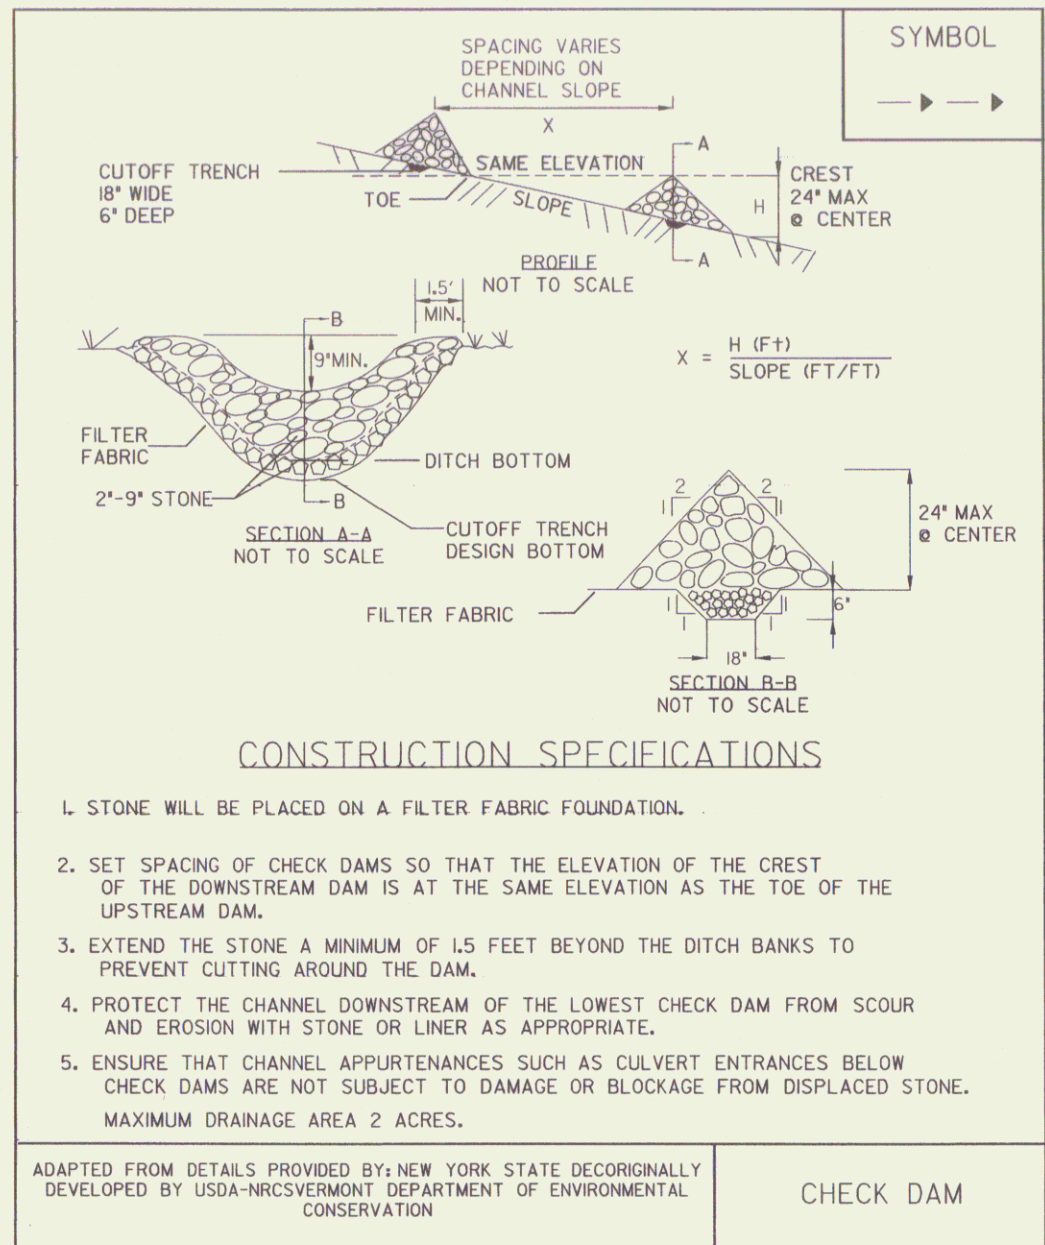 SYMBOL
SPACING VARIES
DEPENDING ON
CHANNEL SLOPE
X
A
CUTOFF TRENCH
18" WIDE
6" DEEP
SAME ELEVATION
TOE
SLOPE
H
CREST
24" MAX
@ CENTER
A
PROFILE
NOT TO SCALE
1.5'
MIN.
B
9"MIN.
X = H (Ft)
SLOPE (FT/FT)
FILTER
FABRIC
DITCH BOTTOM
2"-9" STONE
B
SECTION A-A
NOT TO SCALE
CUTOFF TRENCH
DESIGN BOTTOM
2
2
1
1
24" MAX
@ CENTER
FILTER FABRIC
1
1
1
1
6"
18"
SECTION B-B
NOT TO SCALE
CONSTRUCTION SPECIFICATIONS
1. STONE WILL BE PLACED ON A FILTER FABRIC FOUNDATION.
2. SET SPACING OF CHECK DAMS SO THAT THE ELEVATION OF THE CREST
OF THE DOWNSTREAM DAM IS AT THE SAME ELEVATION AS THE TOE OF THE
UPSTREAM DAM.
3. EXTEND THE STONE A MINIMUM OF 1.5 FEET BEYOND THE DITCH BANKS TO
PREVENT CUTTING AROUND THE DAM.
4. PROTECT THE CHANNEL DOWNSTREAM OF THE LOWEST CHECK DAM FROM SCOUR
AND EROSION WITH STONE OR LINER AS APPROPRIATE.
5. ENSURE THAT CHANNEL APPURTENANCES SUCH AS CULVERT ENTRANCES BELOW
CHECK DAMS ARE NOT SUBJECT TO DAMAGE OR BLOCKAGE FROM DISPLACED STONE.
MAXIMUM DRAINAGE AREA 2 ACRES.
ADAPTED FROM DETAILS PROVIDED BY: NEW YORK STATE DECORIGINALLY
DEVELOPED BY USDA-NRCSVERMONT DEPARTMENT OF ENVIRONMENTAL
CONSERVATION
CHECK DAM